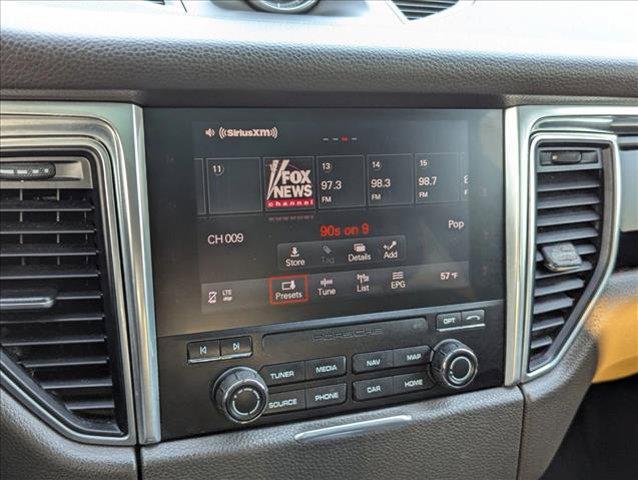 ((SiriusXM))
11 FOX NEWS channel 13 97.3 FM 14 98.3 FM 15 98.7 FM
90s on 9
CH 009 Pop
Store Tag Details Add
LTE Presets Tune List EPG 57 °F
PORSCHE OPT
TUNER MEDIA NAV MAP
SOURCE PHONE CAR HOME